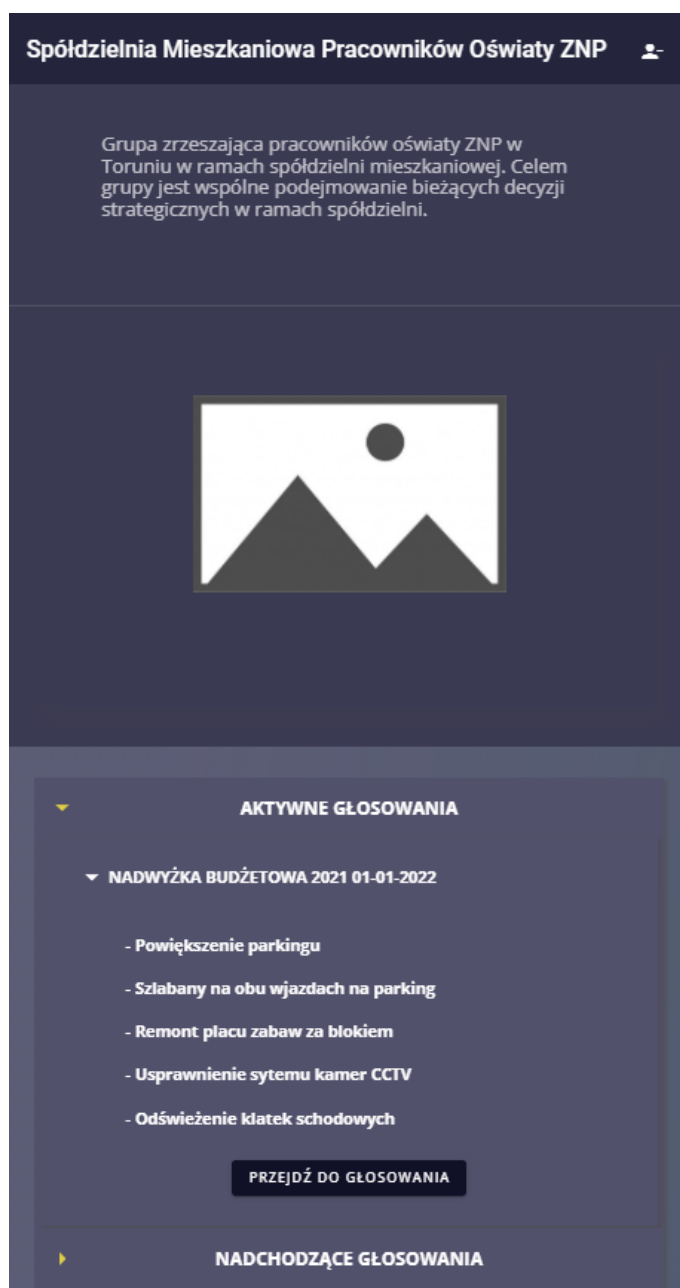 Spółdzielnia Mieszkaniowa Pracowników Oświaty ZNP
Grupa zrzeszająca pracowników oświaty ZNP w
Toruniu w ramach spółdzielni mieszkaniowej. Celem
grupy jest wspólne podejmowanie bieżących decyzji
strategicznych w ramach spółdzielni.
AKTYWNE GŁOSOWANIA
NADWYŻKA BUDŻETOWA 2021 01-01-2022
- Powiększenie parkingu
- Szlabany na obu wjazdach na parking
- Remont placu zabaw za blokiem
- Usprawnienie sytemu kamer CCTV
- Odświeżenie klatek schodowych
PRZEJDŹ DO GŁOSOWANIA
NADCHODZĄCE GŁOSOWANIA